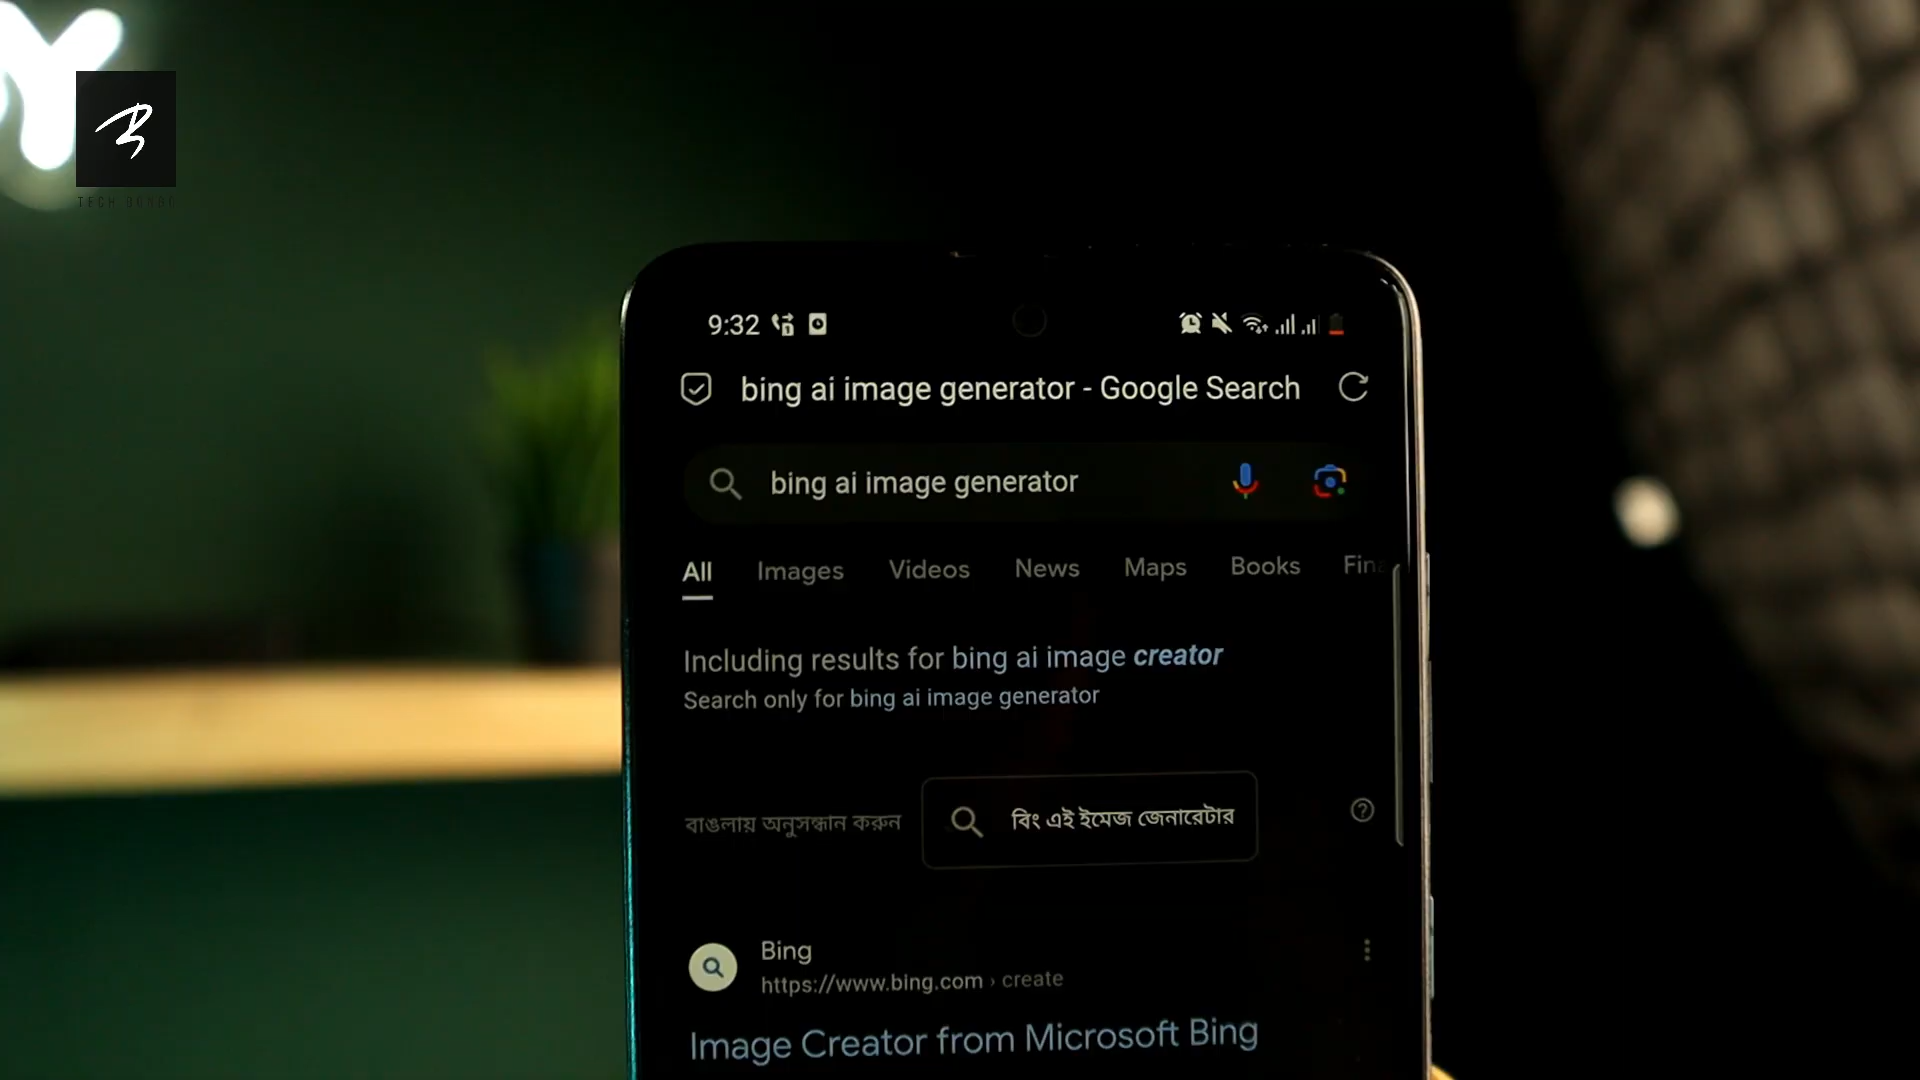 9:32
bing ai image generator - Google Search
bing ai image generator
All Images Videos News Maps Books
Including results for bing ai image creator
Search only for bing ai image generator
বাঙলায় অনুসন্ধান করুন বিং এই ইমেজ জেনারেটার
Bing
https://www.bing.com › create
Image Creator from Microsoft Bing